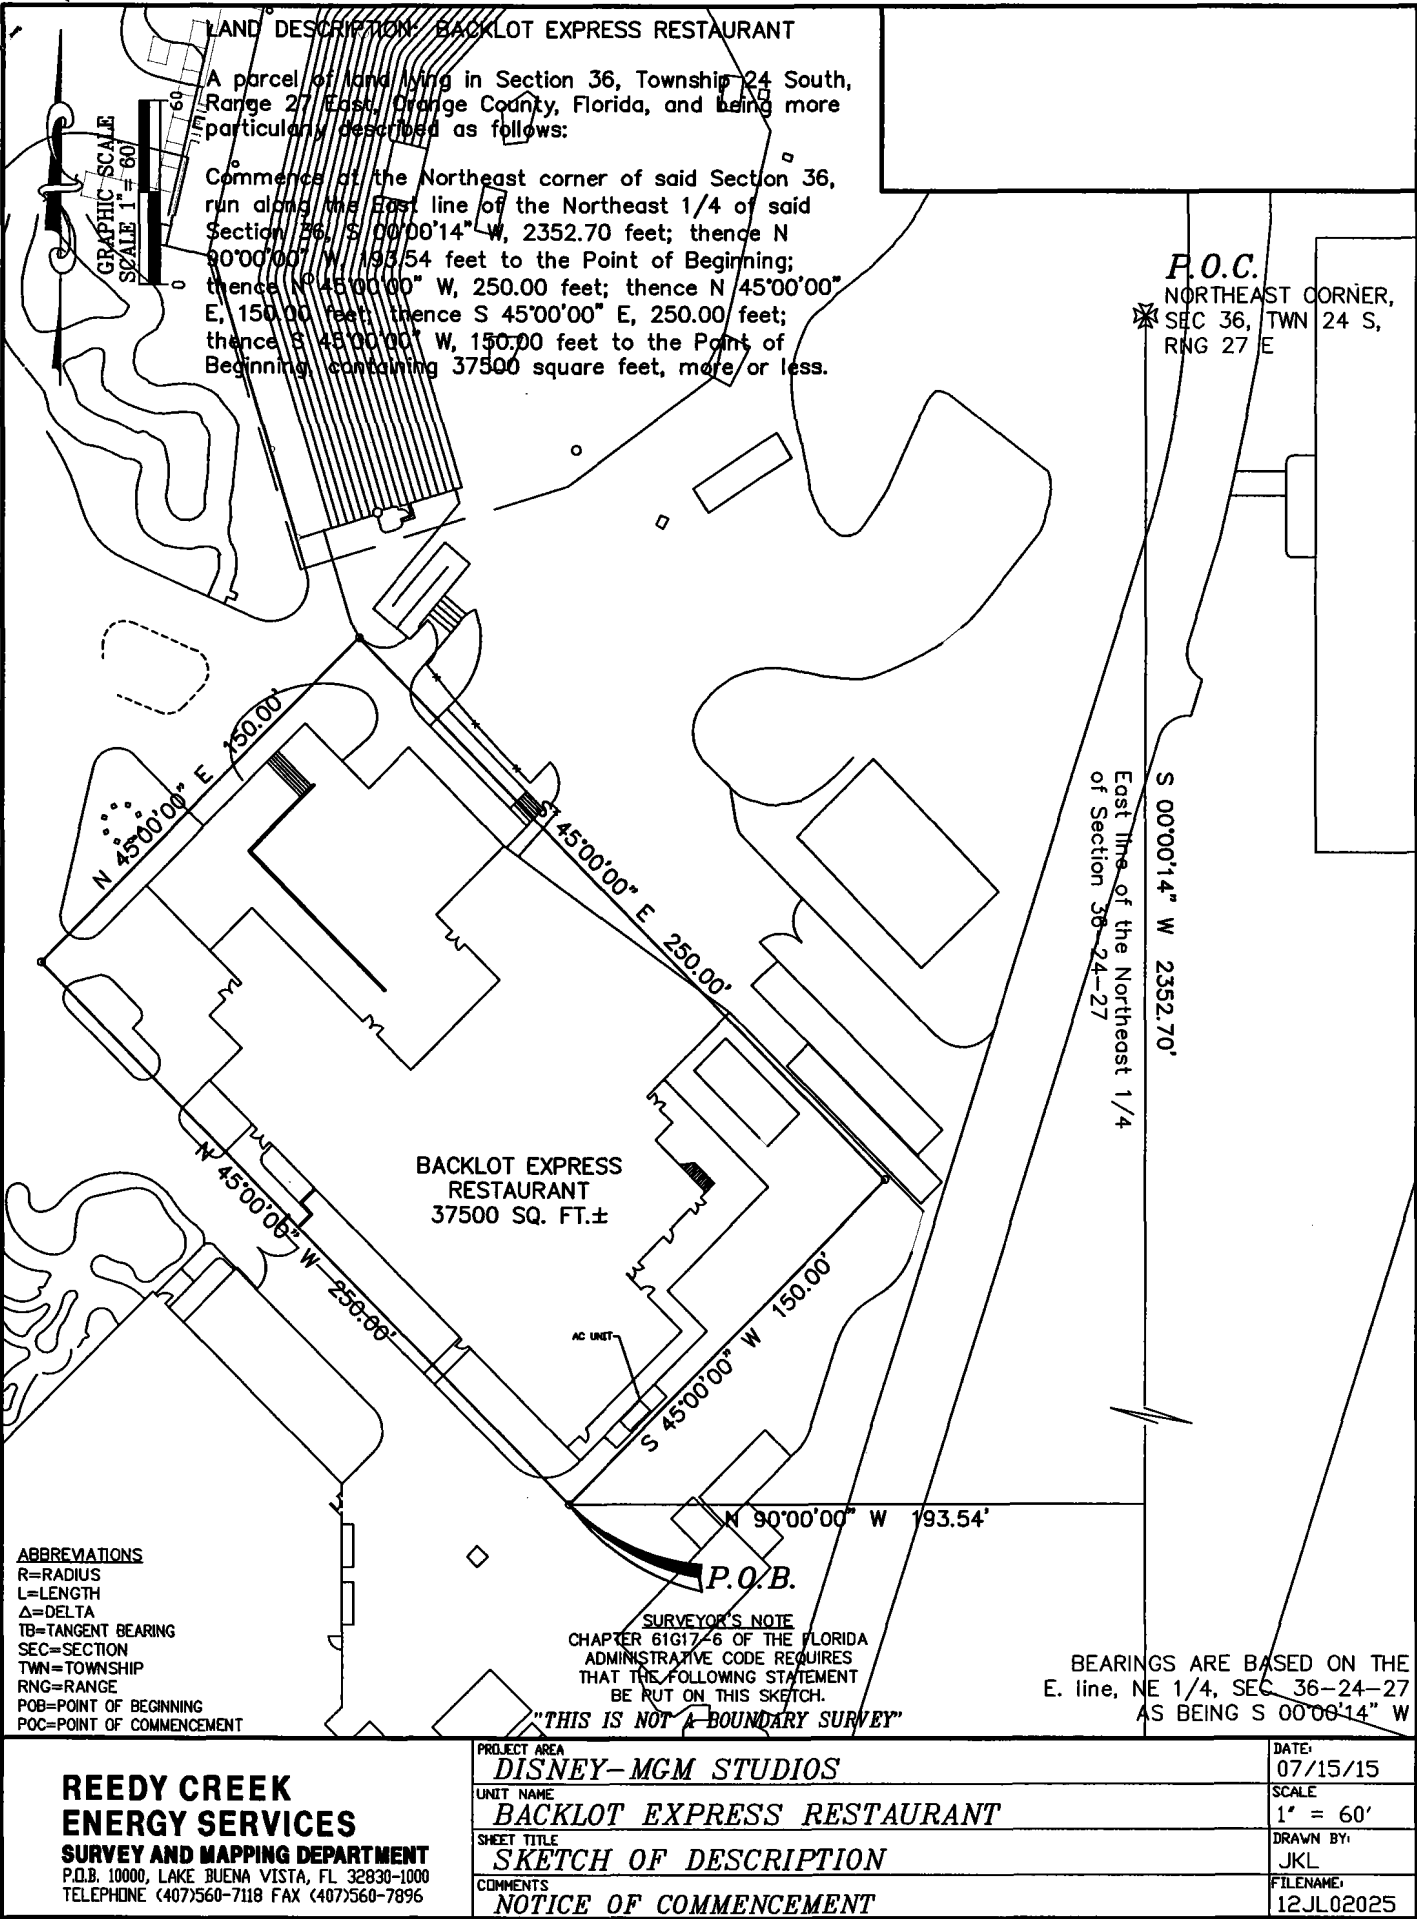 LAND DESCRIPTION: BACKLOT EXPRESS RESTAURANT
A parcel of land lying in Section 36, Township 24 South,
Range 27 East, Orange County, Florida, and being more
particularly described as follows:
Commence at the Northeast corner of said Section 36,
run along the East line of the Northeast 1/4 of said
Section 36, S 00°00'14" W, 2352.70 feet; thence N
90°00'00" W, 193.54 feet to the Point of Beginning;
thence N 45°00'00" W, 250.00 feet; thence N 45°00'00"
E, 150.00 feet; thence S 45°00'00" E, 250.00 feet;
thence S 45°00'00" W, 150.00 feet to the Point of
Beginning, containing 37500 square feet, more or less.
GRAPHIC SCALE
SCALE 1" = 60'
0
60
P.O.C.
NORTHEAST CORNER,
SEC 36, TWN 24 S,
RNG 27 E
N 45°00'00" E 150.00'
S 45°00'00" E 250.00'
S 00°00'14" W 2352.70'
East line of the Northeast 1/4
of Section 36-24-27
BACKLOT EXPRESS
RESTAURANT
37500 SQ. FT.±
N 45°00'00" W 250.00'
AC UNIT
S 45°00'00" W 150.00'
N 90°00'00" W 193.54'
P.O.B.
ABBREVIATIONS
R=RADIUS
L=LENGTH
Δ=DELTA
TB=TANGENT BEARING
SEC=SECTION
TWN=TOWNSHIP
RNG=RANGE
POB=POINT OF BEGINNING
POC=POINT OF COMMENCEMENT
SURVEYOR'S NOTE
CHAPTER 61G17-6 OF THE FLORIDA
ADMINISTRATIVE CODE REQUIRES
THAT THE FOLLOWING STATEMENT
BE PUT ON THIS SKETCH.
"THIS IS NOT A BOUNDARY SURVEY"
BEARINGS ARE BASED ON THE
E. line, NE 1/4, SEC 36-24-27
AS BEING S 00°00'14" W
REEDY CREEK
ENERGY SERVICES
SURVEY AND MAPPING DEPARTMENT
P.O.B. 10000, LAKE BUENA VISTA, FL 32830-1000
TELEPHONE (407)560-7118 FAX (407)560-7896
PROJECT AREA
DISNEY-MGM STUDIOS
UNIT NAME
BACKLOT EXPRESS RESTAURANT
SHEET TITLE
SKETCH OF DESCRIPTION
COMMENTS
NOTICE OF COMMENCEMENT
DATE:
07/15/15
SCALE
1" = 60'
DRAWN BY:
JKL
FILENAME:
12JL02025